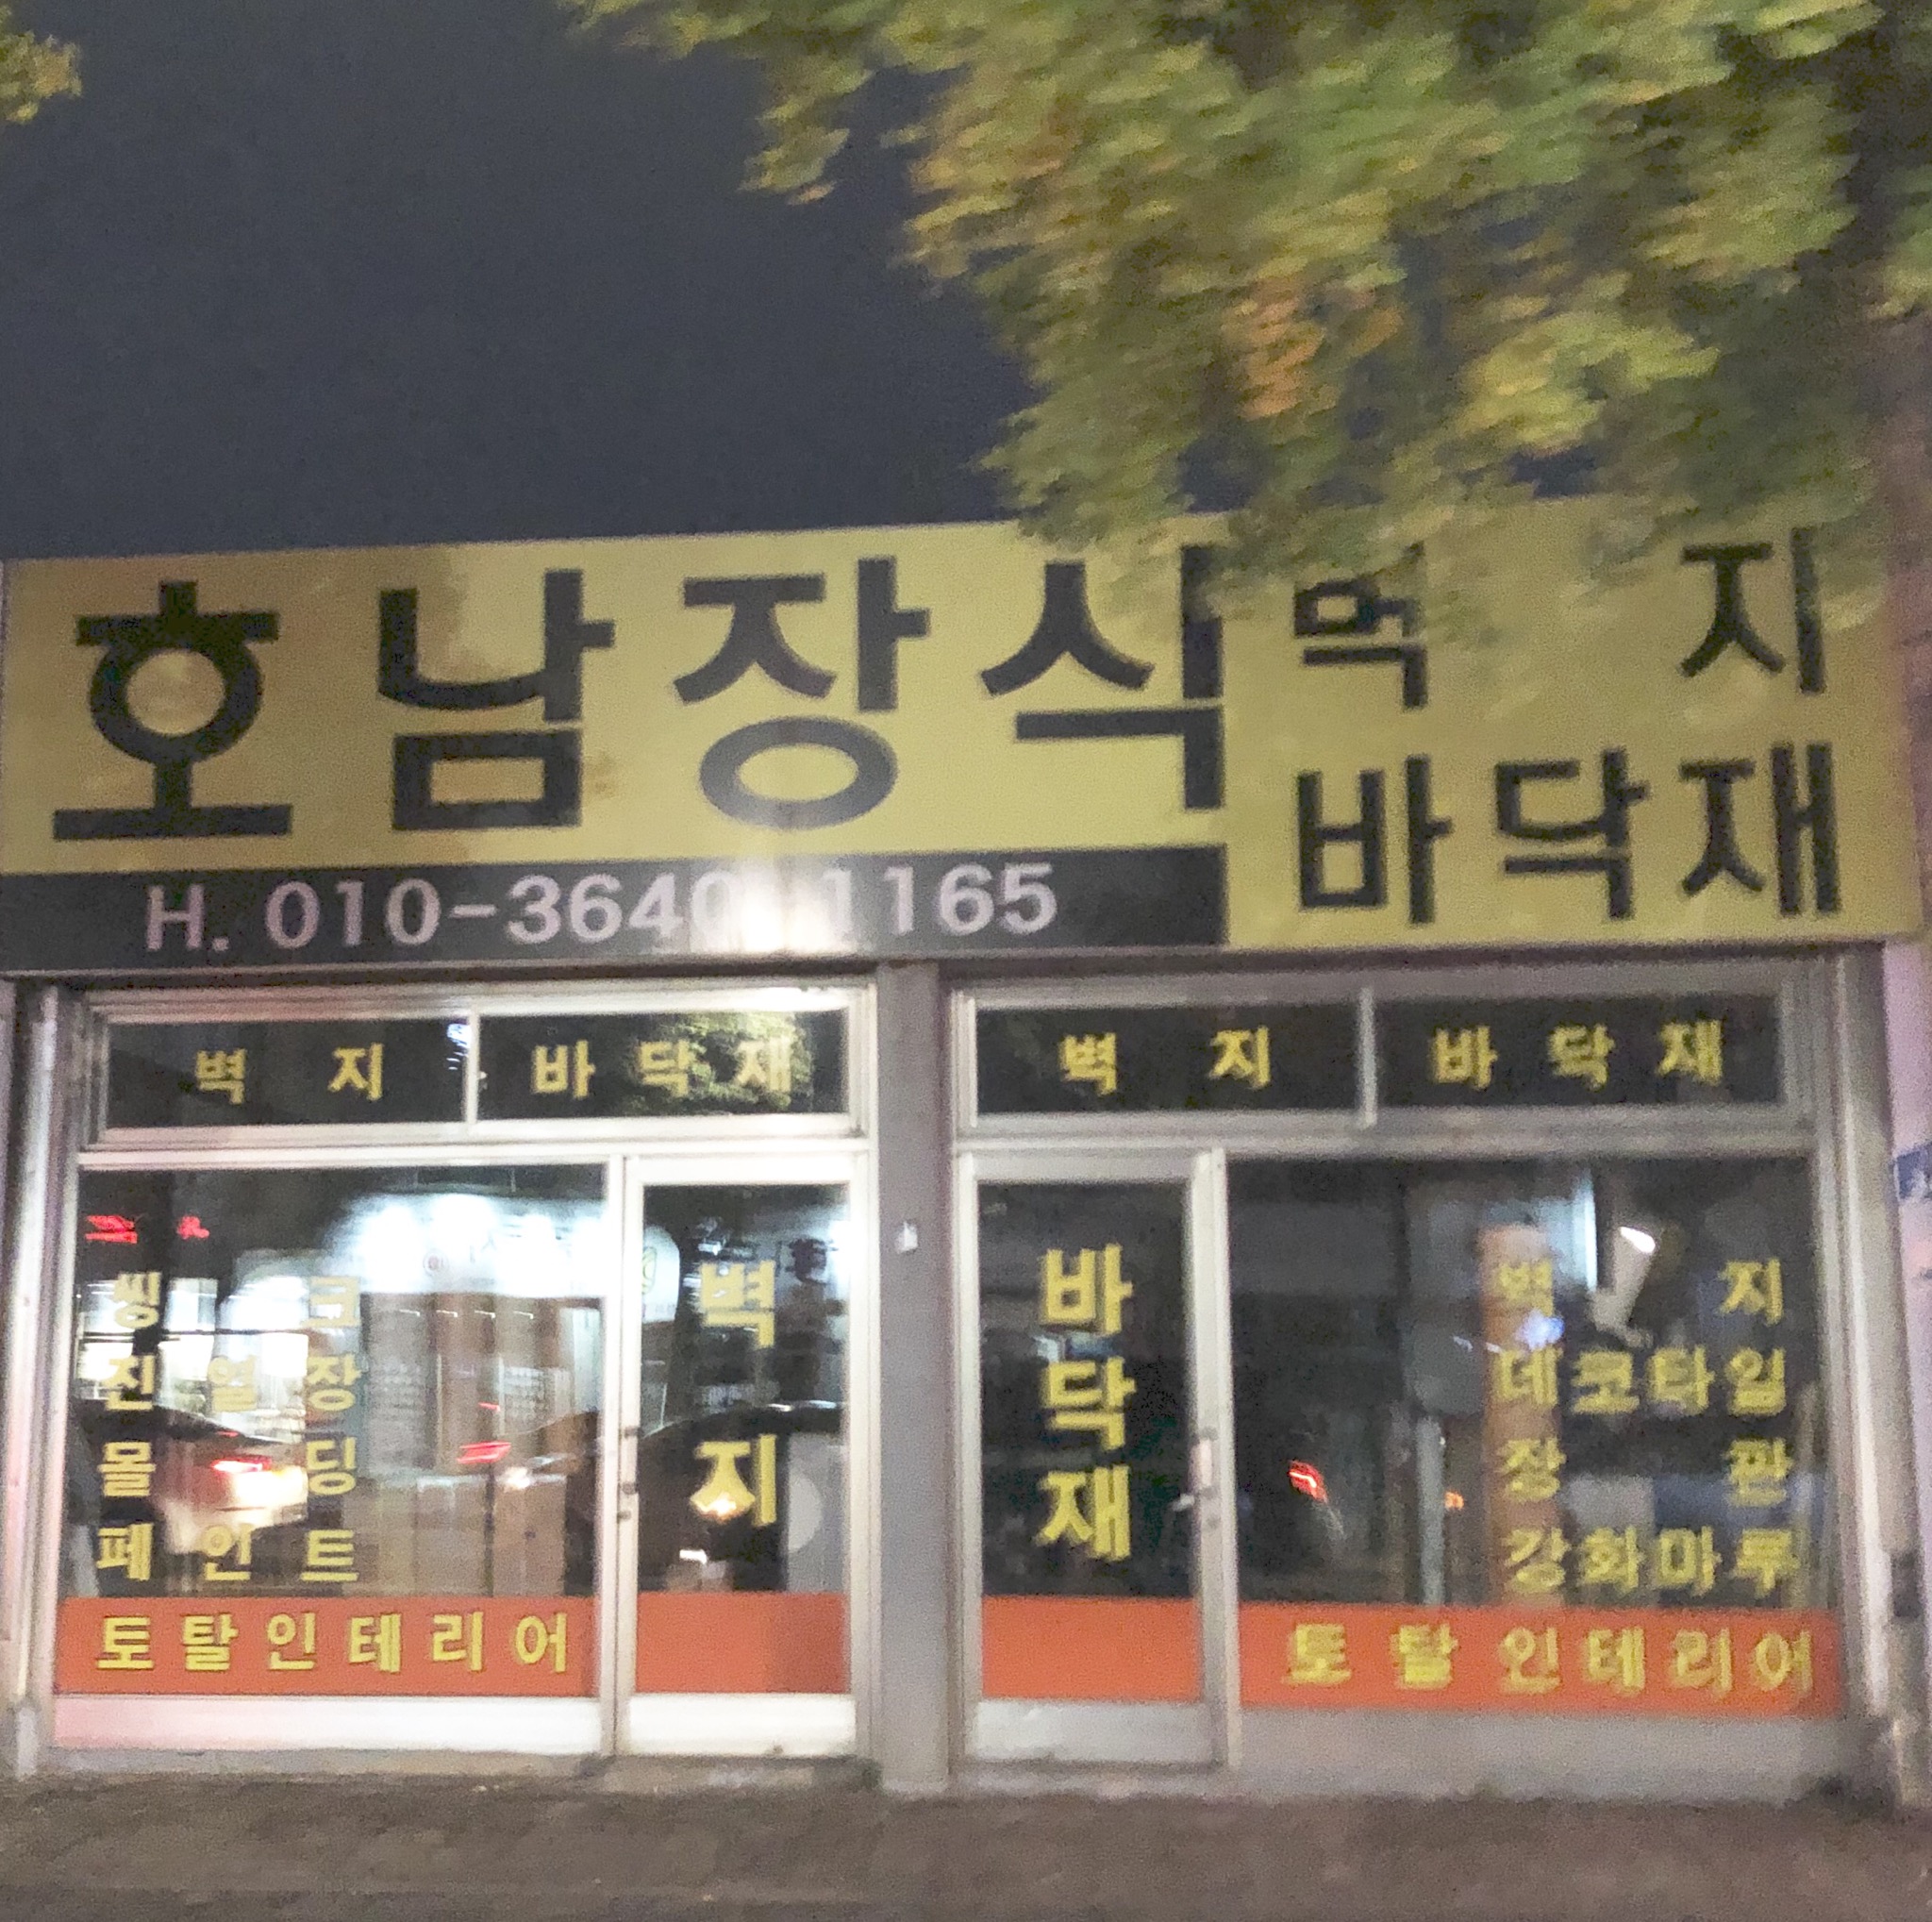 호남장식
벽 지
바닥재
H. 010-3640-1165
벽 지 바 닥 재
벽 지 바 닥 재
씽 크
진 열 장
몰 딩
페 인 트
벽 지
바 닥 재
벽 지
데코타일
장 판
강화마루
토탈인테리어
토탈인테리어